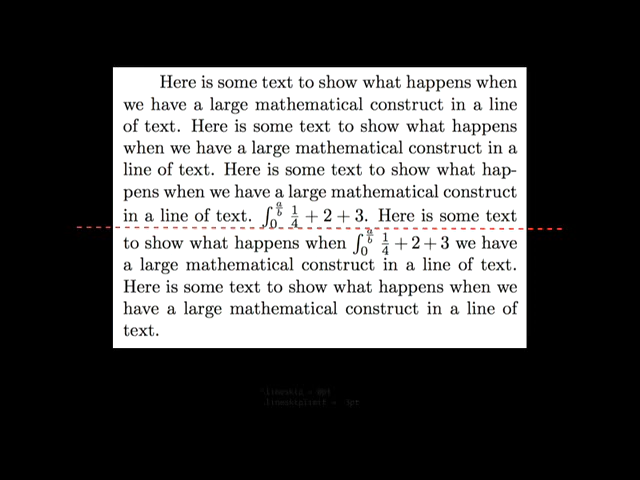 Here is some text to show what happens when
we have a large mathematical construct in a line
of text. Here is some text to show what happens
when we have a large mathematical construct in a
line of text. Here is some text to show what hap-
pens when we have a large mathematical construct
in a line of text. ∫₀^{a/b} 1/4 + 2 + 3. Here is some text
to show what happens when ∫₀^{a/b} 1/4 + 2 + 3 we have
a large mathematical construct in a line of text.
Here is some text to show what happens when we
have a large mathematical construct in a line of
text.
\lineskip = 0pt